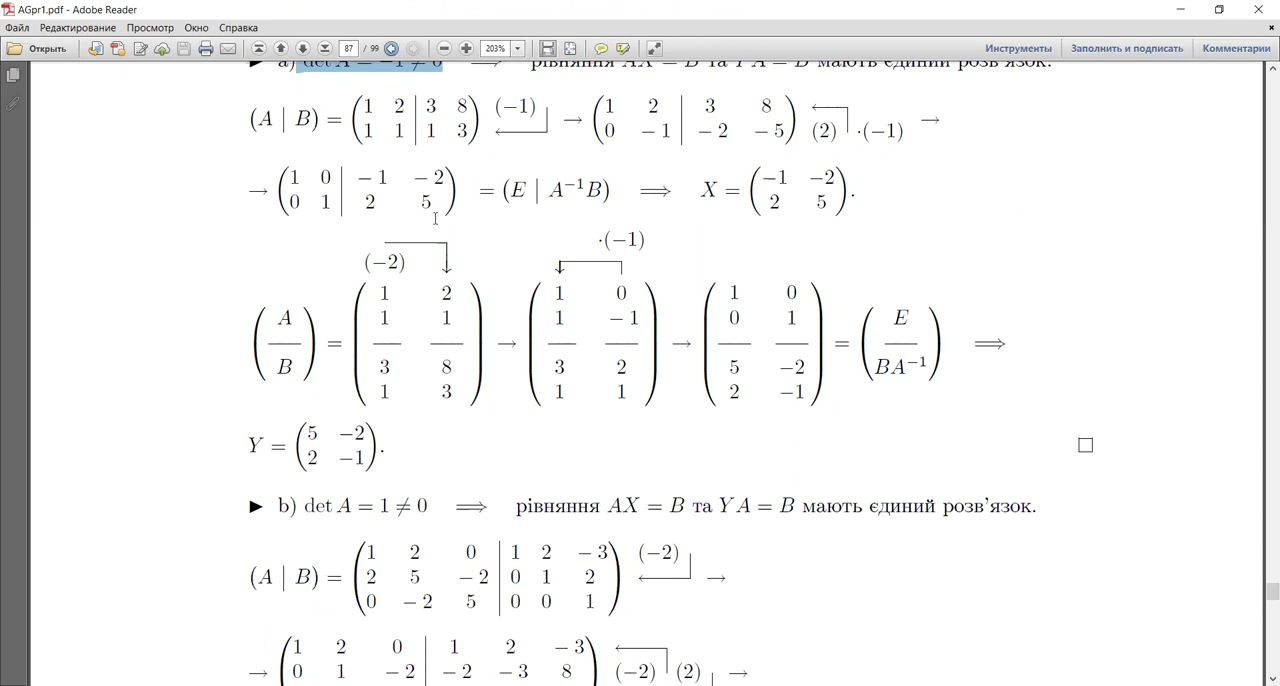 AGpr1.pdf - Adobe Reader
Файл Редактирование Просмотр Окно Справка
Открыть 87 / 99 203% Инструменты Заполнить и подписать Комментарии
► a) det A = −1 ≠ 0 ⟹ рівняння AX = B та YA = B мають єдиний розв'язок.
(A | B) = (1 2 | 3 8 (−1) → (1 2 | 3 8 →
1 1 | 1 3) 0 −1 | −2 −5) (2) ·(−1)
→ (1 0 | −1 −2 = (E | A⁻¹B) ⟹ X = (−1 −2
0 1 | 2 5) 2 5).
(−2) ·(−1)
(A = (1 2 → (1 0 → (1 0 = (E ⟹
1 1 1 −1 0 1
B) 3 8 3 2 5 −2 BA⁻¹)
1 3) 1 1) 2 −1)
Y = (5 −2
2 −1). □
► b) det A = 1 ≠ 0 ⟹ рівняння AX = B та YA = B мають єдиний розв'язок.
(A | B) = (1 2 0 | 1 2 −3 (−2) →
2 5 −2 | 0 1 2
0 −2 5 | 0 0 1)
→ (1 2 0 | 1 2 −3
0 1 −2 | −2 −3 8 (−2) (2) →